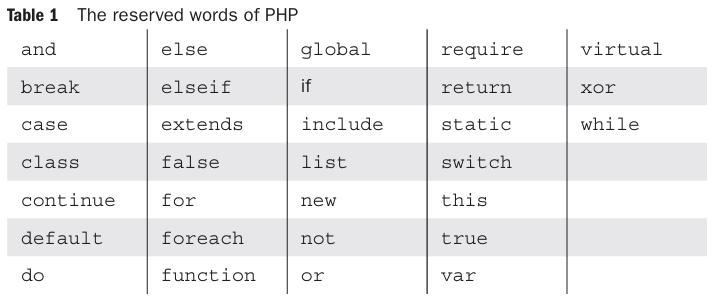 Table 1 The reserved words of PHP
and else global require virtual
break elseif if return xor
case extends include static while
class false list switch
continue for new this
default foreach not true
do function or var